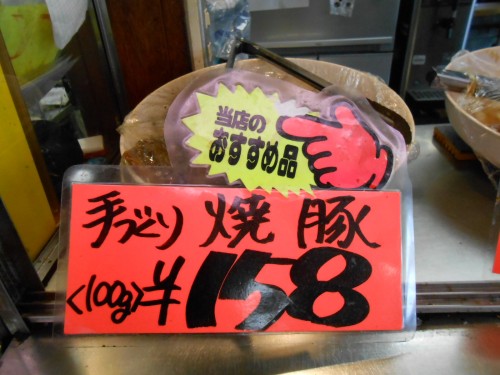 当店の
おすすめ品
手づくり 焼豚
<100g>¥158